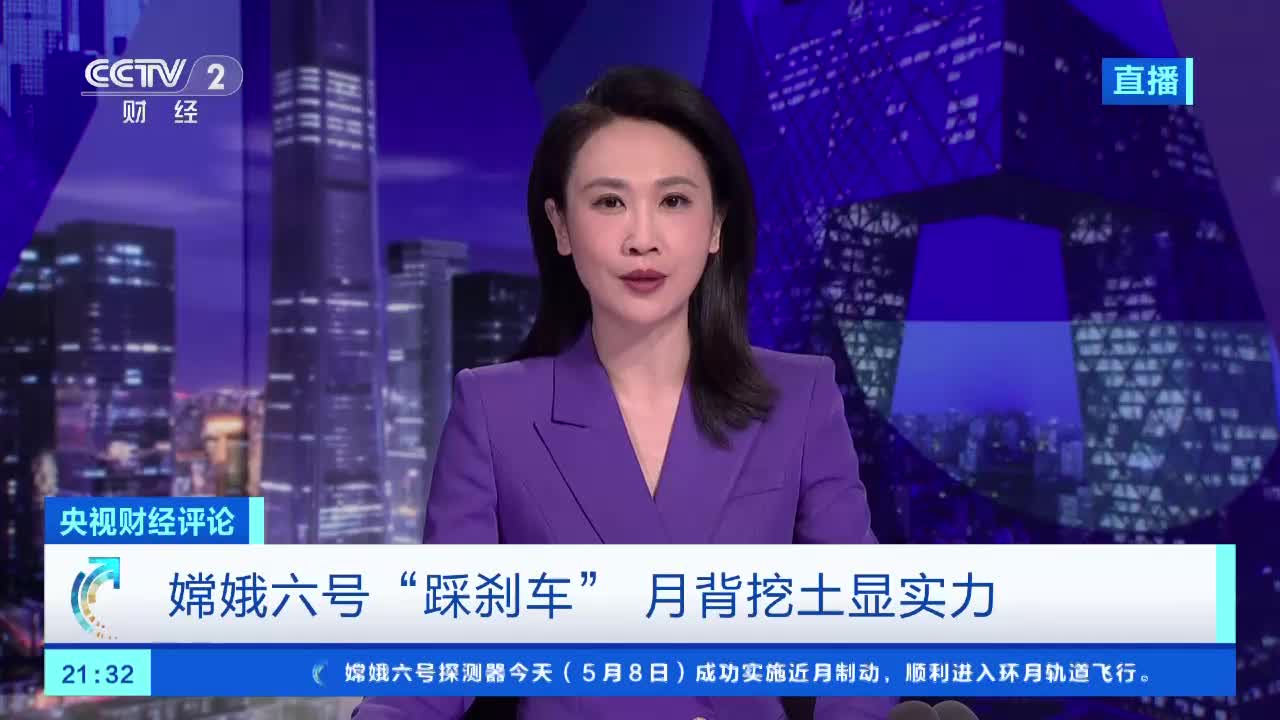 CCTV 2
财 经
直播
央视财经评论
嫦娥六号“踩刹车” 月背挖土显实力
21:32
嫦娥六号探测器今天（5月8日）成功实施近月制动，顺利进入环月轨道飞行。